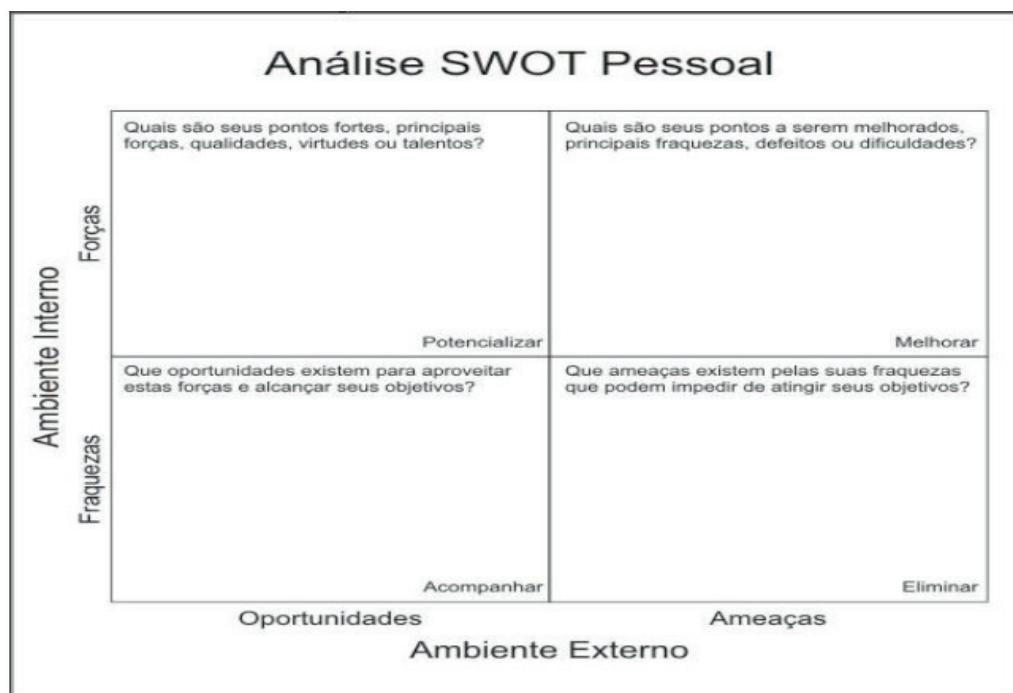 Análise SWOT Pessoal
Quais são seus pontos fortes, principais
forças, qualidades, virtudes ou talentos?
Potencializar
Quais são seus pontos a serem melhorados,
principais fraquezas, defeitos ou dificuldades?
Melhorar
Que oportunidades existem para aproveitar
estas forças e alcançar seus objetivos?
Acompanhar
Que ameaças existem pelas suas fraquezas
que podem impedir de atingir seus objetivos?
Eliminar
Ambiente Interno
Forças
Fraquezas
Oportunidades
Ameaças
Ambiente Externo